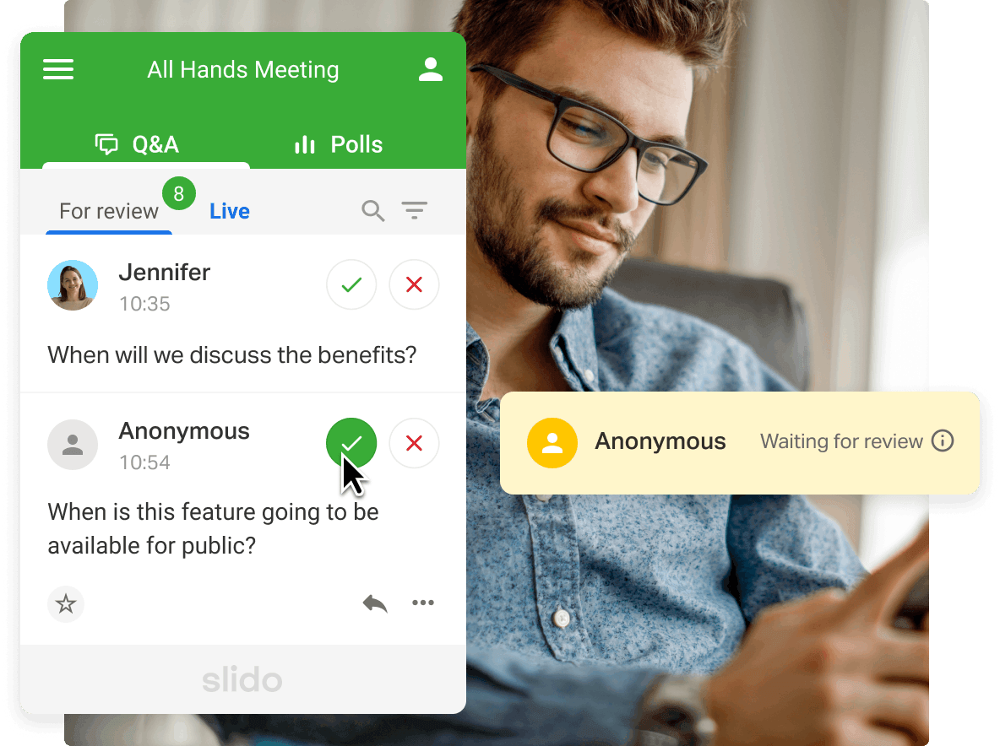 All Hands Meeting
Q&A
Polls
For review
8
Live
Jennifer
10:35
When will we discuss the benefits?
Anonymous
10:54
When is this feature going to be
available for public?
slido
Anonymous
Waiting for review